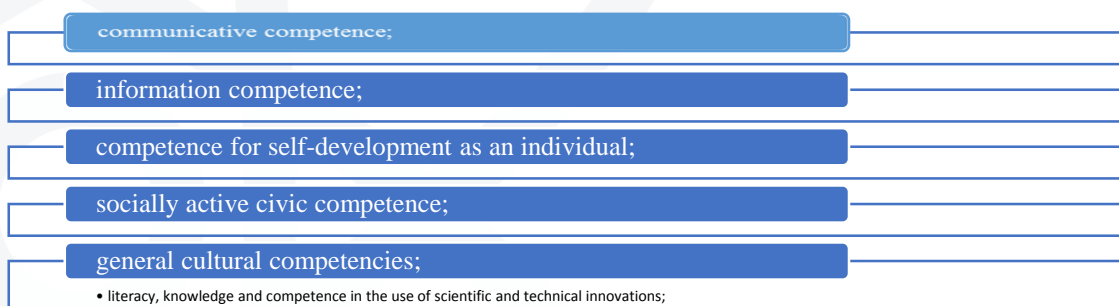 communicative competence;
information competence;
competence for self-development as an individual;
socially active civic competence;
general cultural competencies;
• literacy, knowledge and competence in the use of scientific and technical innovations;